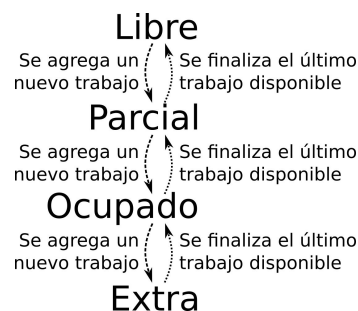 Libre
Se agrega un
nuevo trabajo
Se finaliza el último
trabajo disponible
Parcial
Se agrega un
nuevo trabajo
Se finaliza el último
trabajo disponible
Ocupado
Se agrega un
nuevo trabajo
Se finaliza el último
trabajo disponible
Extra